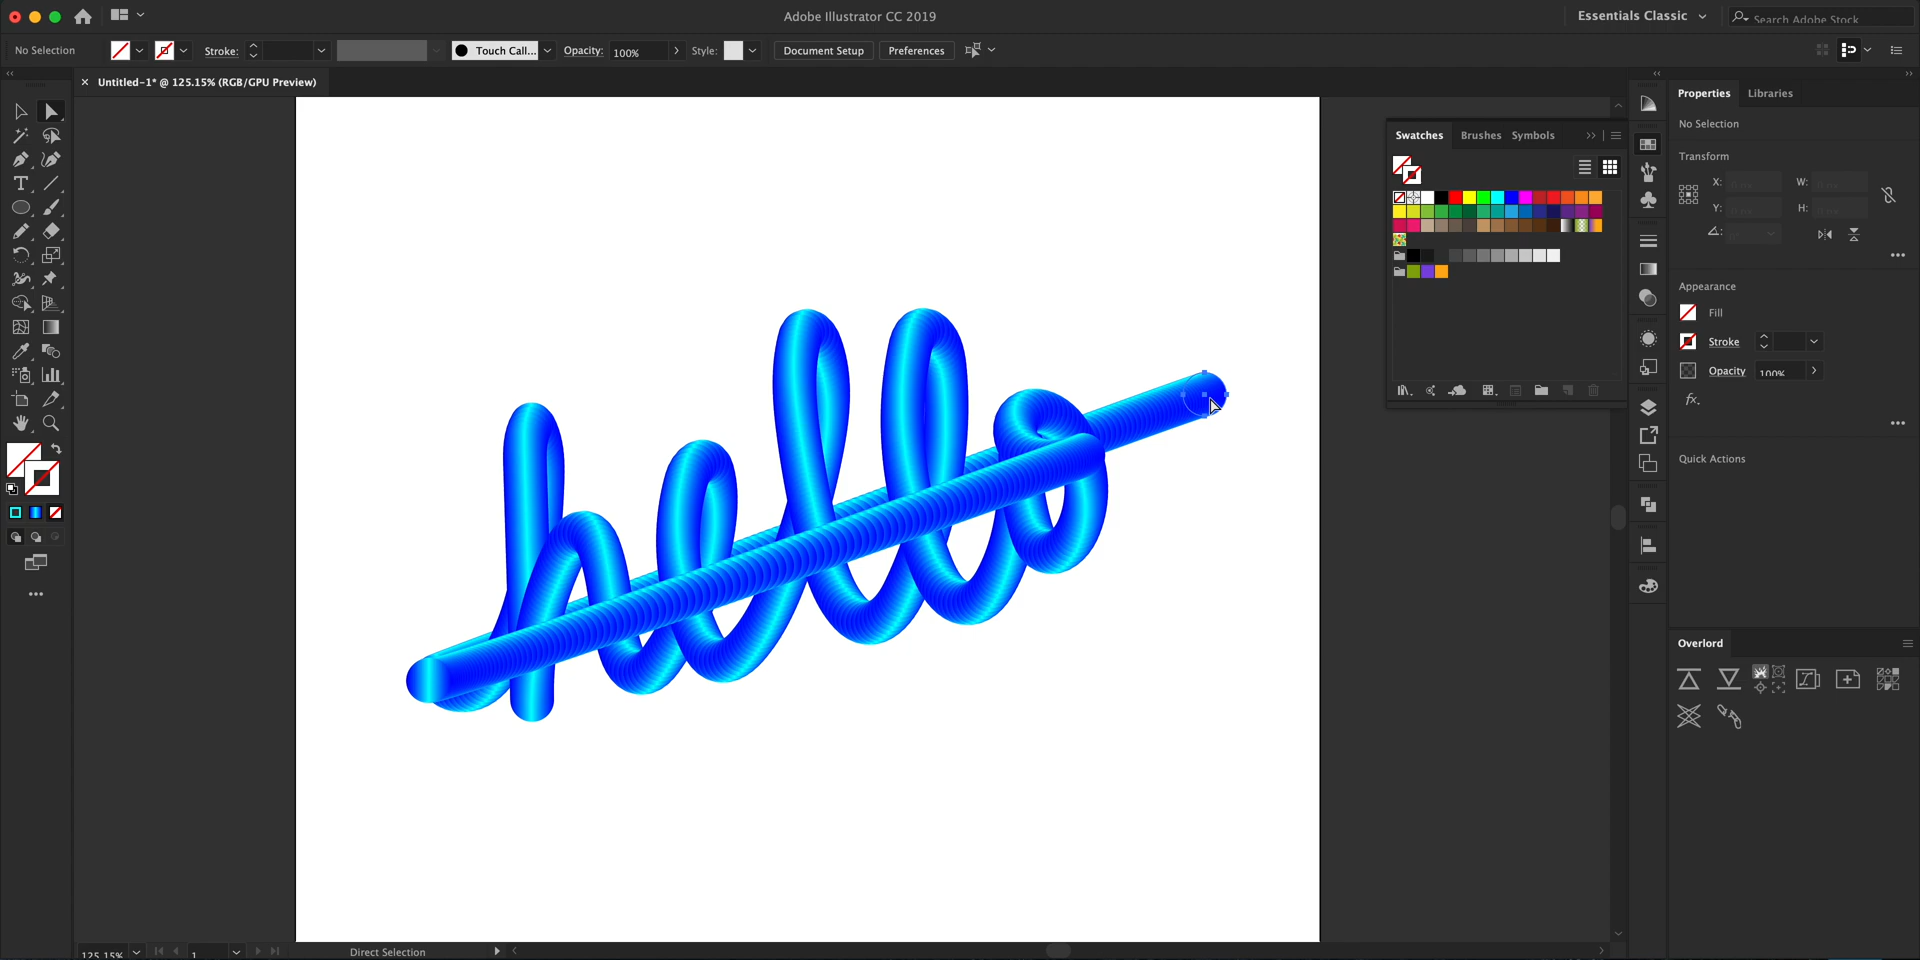 Adobe Illustrator CC 2019
Essentials Classic
Search Adobe Stock
No Selection
Stroke:
Touch Call...
Opacity:
100%
Style:
Document Setup
Preferences
Untitled-1* @ 125.15% (RGB/GPU Preview)
hello
Swatches
Brushes
Symbols
Properties
Libraries
No Selection
Transform
X:
W:
Y:
H:
Appearance
Fill
Stroke
Opacity
100%
fx.
Quick Actions
Overlord
125.15%
1
Direct Selection